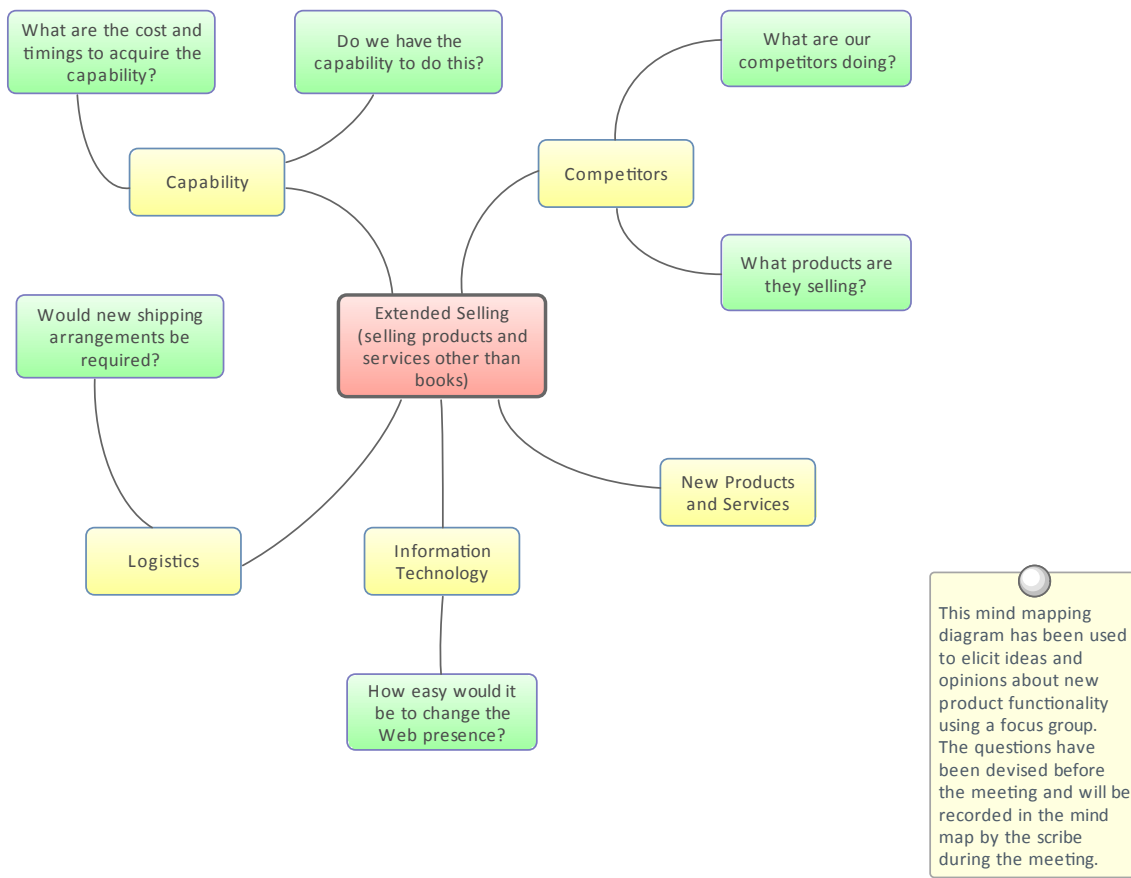 What are the cost and
timings to acquire the
capability?
Do we have the
capability to do this?
What are our
competitors doing?
Capability
Competitors
What products are
they selling?
Would new shipping
arrangements be
required?
Extended Selling
(selling products and
services other than
books)
New Products
and Services
Logistics
Information
Technology
How easy would it
be to change the
Web presence?
This mind mapping
diagram has been used
to elicit ideas and
opinions about new
product functionality
using a focus group.
The questions have
been devised before
the meeting and will be
recorded in the mind
map by the scribe
during the meeting.